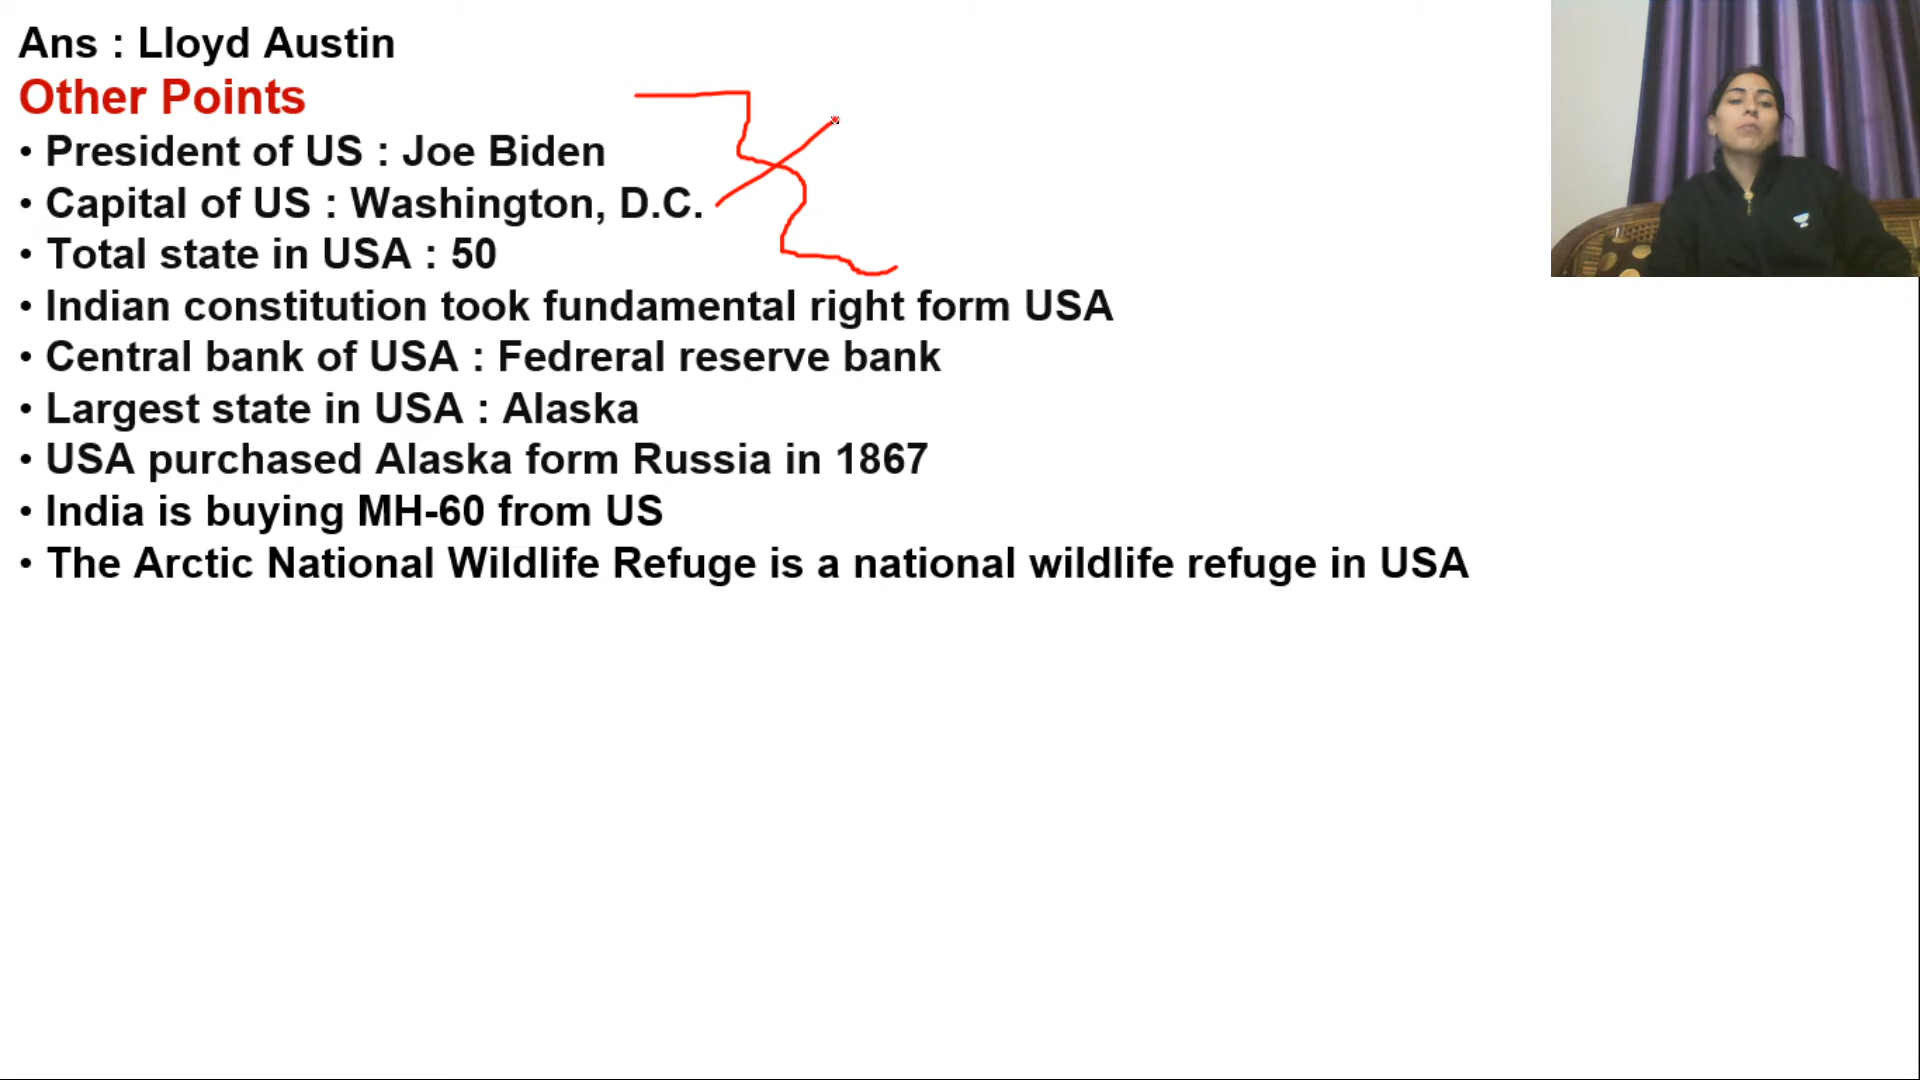 Ans : Lloyd Austin
Other Points
• President of US : Joe Biden
• Capital of US : Washington, D.C.
• Total state in USA : 50
• Indian constitution took fundamental right form USA
• Central bank of USA : Fedreral reserve bank
• Largest state in USA : Alaska
• USA purchased Alaska form Russia in 1867
• India is buying MH-60 from US
• The Arctic National Wildlife Refuge is a national wildlife refuge in USA